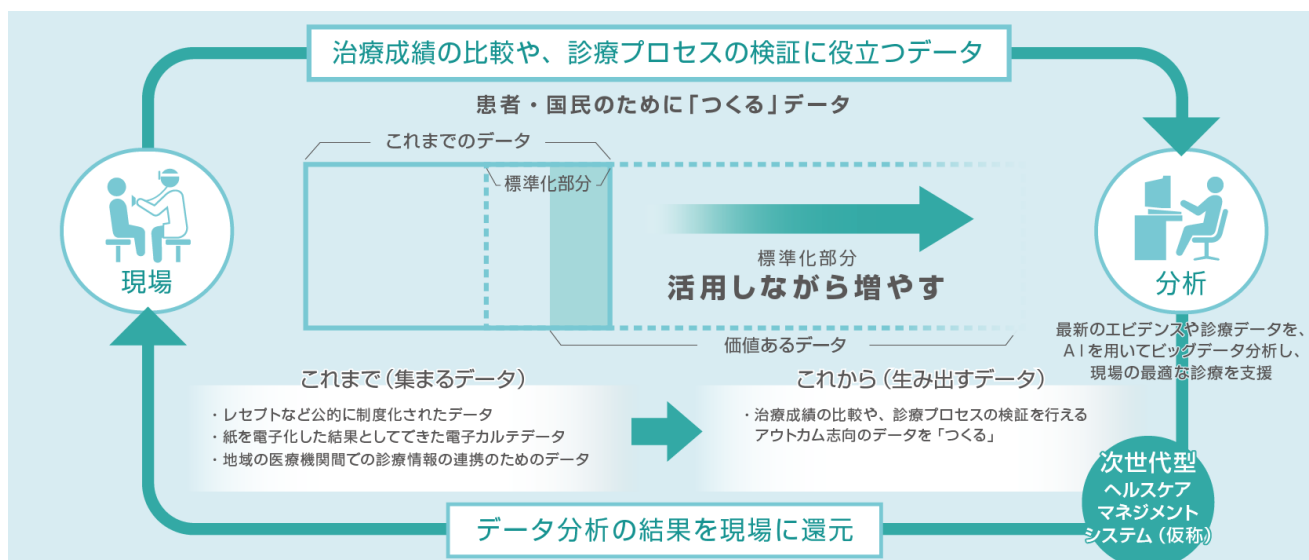 治療成績の比較や、診療プロセスの検証に役立つデータ
患者・国民のために「つくる」データ
これまでのデータ
標準化部分
現場
標準化部分
活用しながら増やす
価値あるデータ
分析
最新のエビデンスや診療データを、
AIを用いてビッグデータ分析し、
現場の最適な診療を支援
これまで（集まるデータ）
・レセプトなど公的に制度化されたデータ
・紙を電子化した結果としてできた電子カルテデータ
・地域の医療機関間での診療情報の連携のためのデータ
これから（生み出すデータ）
・治療成績の比較や、診療プロセスの検証を行える
アウトカム志向のデータを「つくる」
次世代型
ヘルスケア
マネジメント
システム（仮称）
データ分析の結果を現場に還元